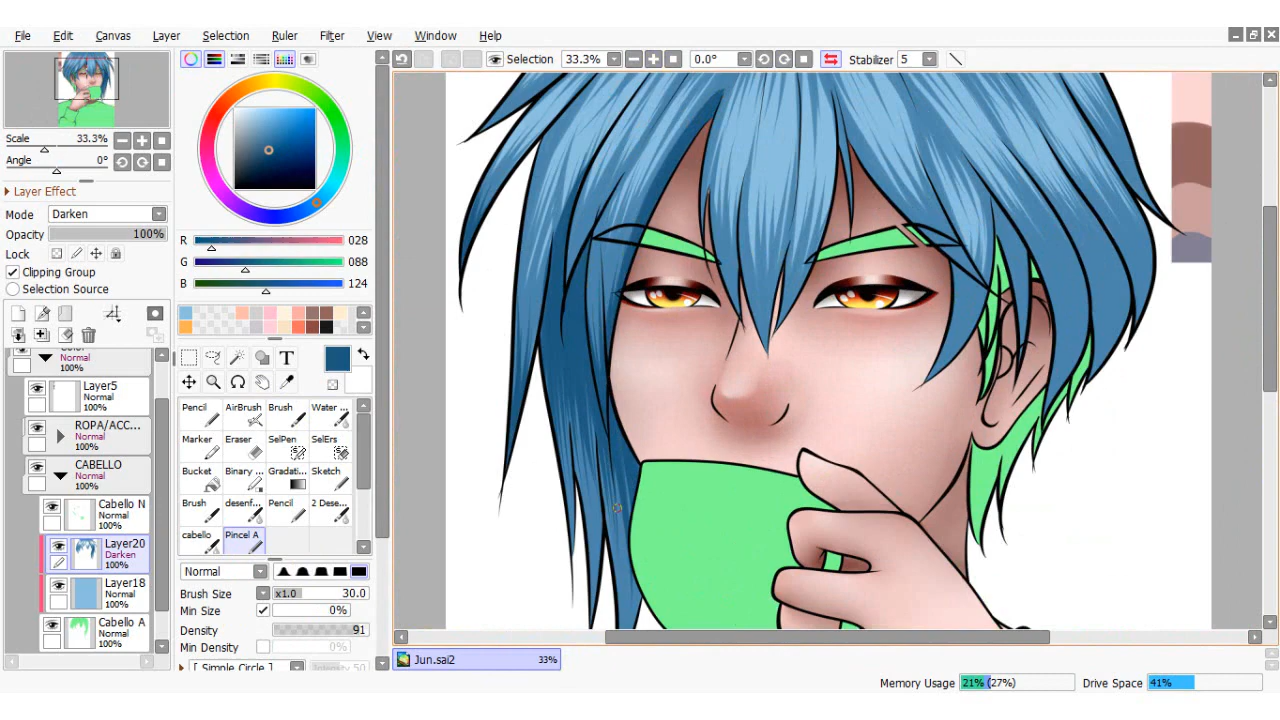 File Edit Canvas Layer Selection Ruler Filter View Window Help
Selection 33.3% 0.0° Stabilizer 5
Scale 33.3%
Angle 0°
Layer Effect
Mode Darken
Opacity 100%
Lock
Clipping Group
Selection Source
Normal
100%
Layer5
Normal
100%
ROPA/ACC...
Normal
100%
CABELLO
Normal
100%
Cabello N
Normal
100%
Layer20
Darken
100%
Layer18
Normal
100%
Cabello A
Normal
100%
R 028
G 088
B 124
T
Pencil AirBrush Brush Water ...
Marker Eraser SelPen SelErs
Bucket Binary ... Gradati... Sketch
Brush desenf... Pencil 2 Dese...
cabello Pincel A
Normal
Brush Size x1.0 30.0
Min Size 0%
Density 91
Min Density 0%
[ Simple Circle ] Intensity 50
Jun.sai2 33%
Memory Usage 21% (27%) Drive Space 41%